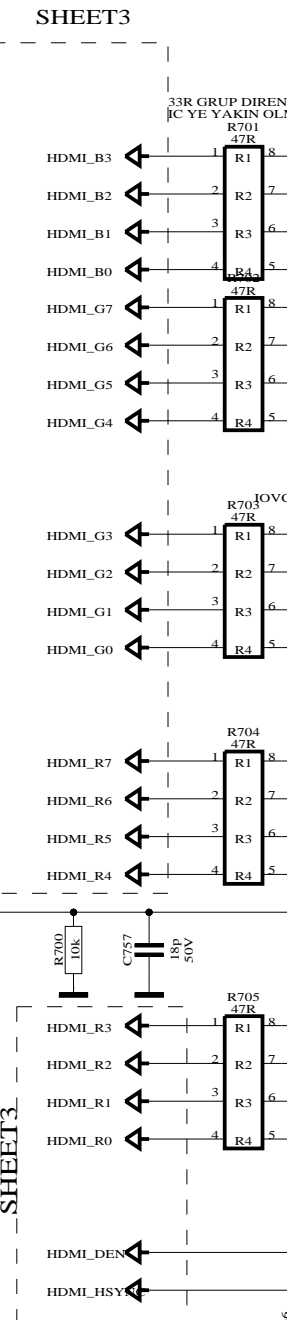 SHEET3
33R GRUP DIREN
IC YE YAKIN OLM
R701
47R
HDMI_B3 1 R1 8
HDMI_B2 2 R2 7
HDMI_B1 3 R3 6
HDMI_B0 4 R4 5
R702
47R
HDMI_G7 1 R1 8
HDMI_G6 2 R2 7
HDMI_G5 3 R3 6
HDMI_G4 4 R4 5
IOVC
R703
47R
HDMI_G3 1 R1 8
HDMI_G2 2 R2 7
HDMI_G1 3 R3 6
HDMI_G0 4 R4 5
R704
47R
HDMI_R7 1 R1 8
HDMI_R6 2 R2 7
HDMI_R5 3 R3 6
HDMI_R4 4 R4 5
R700
10k
C757
18p
50V
R705
47R
HDMI_R3 1 R1 8
HDMI_R2 2 R2 7
HDMI_R1 3 R3 6
HDMI_R0 4 R4 5
SHEET3
HDMI_DEN
HDMI_HSYNC